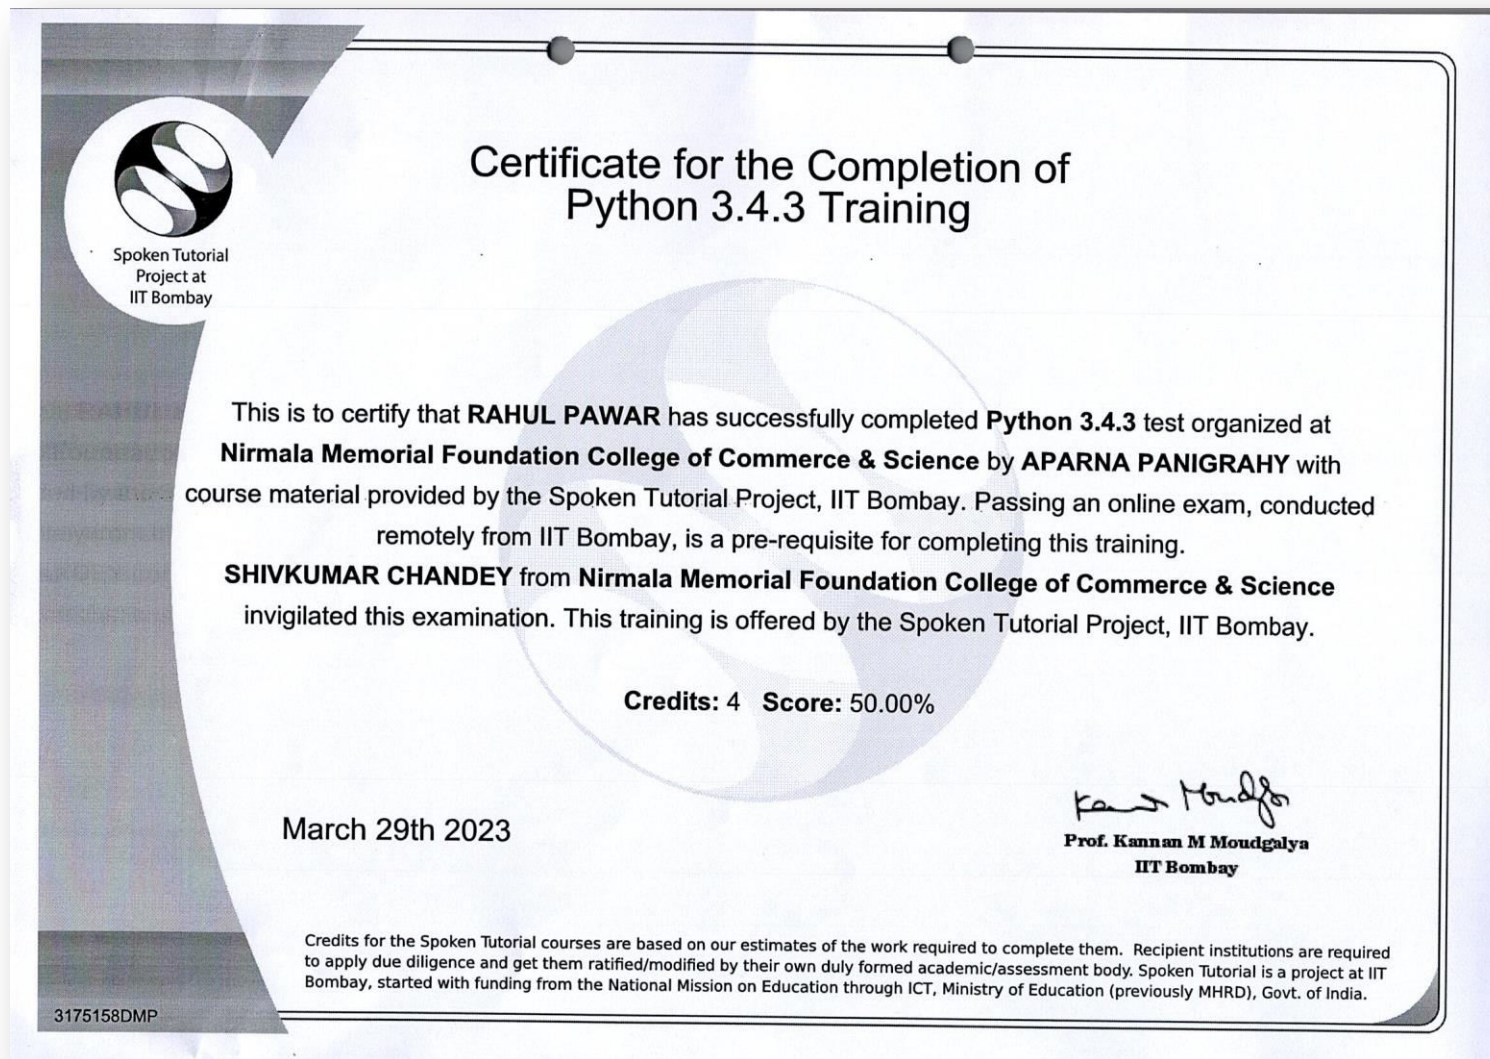 Spoken Tutorial
Project at
IIT Bombay
Certificate for the Completion of
Python 3.4.3 Training
This is to certify that RAHUL PAWAR has successfully completed Python 3.4.3 test organized at
Nirmala Memorial Foundation College of Commerce & Science by APARNA PANIGRAHY with
course material provided by the Spoken Tutorial Project, IIT Bombay. Passing an online exam, conducted
remotely from IIT Bombay, is a pre-requisite for completing this training.
SHIVKUMAR CHANDEY from Nirmala Memorial Foundation College of Commerce & Science
invigilated this examination. This training is offered by the Spoken Tutorial Project, IIT Bombay.
Credits: 4 Score: 50.00%
March 29th 2023
Prof. Kannan M Moudgalya
IIT Bombay
Credits for the Spoken Tutorial courses are based on our estimates of the work required to complete them. Recipient institutions are required
to apply due diligence and get them ratified/modified by their own duly formed academic/assessment body. Spoken Tutorial is a project at IIT
Bombay, started with funding from the National Mission on Education through ICT, Ministry of Education (previously MHRD), Govt. of India.
3175158DMP